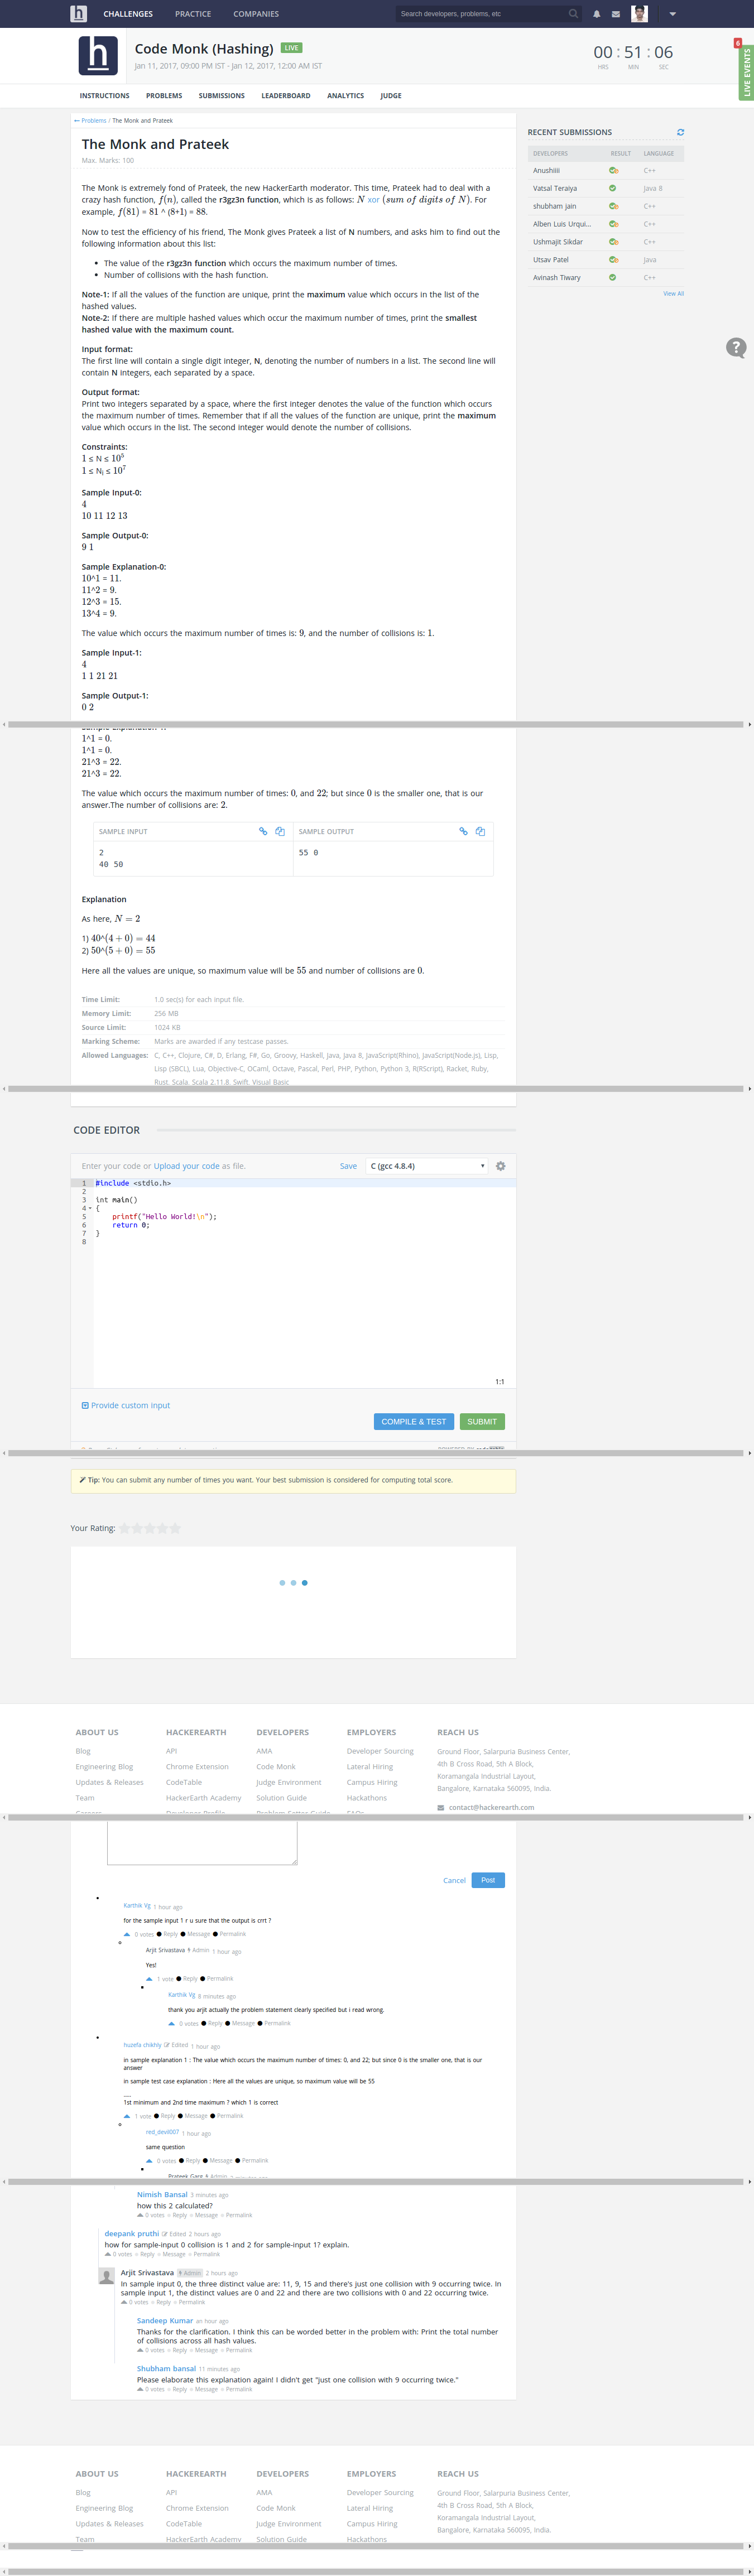 CHALLENGES PRACTICE COMPANIES Search developers, problems, etc
Code Monk (Hashing) LIVE
Jan 11, 2017, 09:00 PM IST - Jan 12, 2017, 12:00 AM IST
00 : 51 : 06
HRS MIN SEC
6
LIVE EVENTS
INSTRUCTIONS PROBLEMS SUBMISSIONS LEADERBOARD ANALYTICS JUDGE
← Problems / The Monk and Prateek
The Monk and Prateek
Max. Marks: 100
The Monk is extremely fond of Prateek, the new HackerEarth moderator. This time, Prateek had to deal with a
crazy hash function, f(n), called the r3gz3n function, which is as follows: N xor (sum of digits of N). For
example, f(81) = 81 ^ (8+1) = 88.
Now to test the efficiency of his friend, The Monk gives Prateek a list of N numbers, and asks him to find out the
following information about this list:
• The value of the r3gz3n function which occurs the maximum number of times.
• Number of collisions with the hash function.
Note-1: If all the values of the function are unique, print the maximum value which occurs in the list of the
hashed values.
Note-2: If there are multiple hashed values which occur the maximum number of times, print the smallest
hashed value with the maximum count.
Input format:
The first line will contain a single digit integer, N, denoting the number of numbers in a list. The second line will
contain N integers, each separated by a space.
Output format:
Print two integers separated by a space, where the first integer denotes the value of the function which occurs
the maximum number of times. Remember that if all the values of the function are unique, print the maximum
value which occurs in the list. The second integer would denote the number of collisions.
Constraints:
1 ≤ N ≤ 10⁵
1 ≤ Nᵢ ≤ 10⁷
Sample Input-0:
4
10 11 12 13
Sample Output-0:
9 1
Sample Explanation-0:
10^1 = 11.
11^2 = 9.
12^3 = 15.
13^4 = 9.
The value which occurs the maximum number of times is: 9, and the number of collisions is: 1.
Sample Input-1:
4
1 1 21 21
Sample Output-1:
0 2
1^1 = 0.
1^1 = 0.
21^3 = 22.
21^3 = 22.
The value which occurs the maximum number of times: 0, and 22; but since 0 is the smaller one, that is our
answer.The number of collisions are: 2.
SAMPLE INPUT SAMPLE OUTPUT
2 55 0
40 50
Explanation
As here, N = 2
1) 40^(4 + 0) = 44
2) 50^(5 + 0) = 55
Here all the values are unique, so maximum value will be 55 and number of collisions are 0.
Time Limit: 1.0 sec(s) for each input file.
Memory Limit: 256 MB
Source Limit: 1024 KB
Marking Scheme: Marks are awarded if any testcase passes.
Allowed Languages: C, C++, Clojure, C#, D, Erlang, F#, Go, Groovy, Haskell, Java, Java 8, JavaScript(Rhino), JavaScript(Node.js), Lisp,
Lisp (SBCL), Lua, Objective-C, OCaml, Octave, Pascal, Perl, PHP, Python, Python 3, R(RScript), Racket, Ruby,
Rust, Scala, Scala 2.11.8, Swift, Visual Basic
RECENT SUBMISSIONS
DEVELOPERS RESULT LANGUAGE
Anushiiii C++
Vatsal Teraiya Java 8
shubham jain C++
Alben Luis Urqui... C++
Ushmajit Sikdar C++
Utsav Patel Java
Avinash Tiwary C++
View All
?
CODE EDITOR
Enter your code or Upload your code as file. Save C (gcc 4.8.4)
1 #include <stdio.h>
2
3 int main()
4 {
5 printf("Hello World!\n");
6 return 0;
7 }
8
1:1
Provide custom input
COMPILE & TEST SUBMIT
Tip: You can submit any number of times you want. Your best submission is considered for computing total score.
Your Rating:
ABOUT US HACKEREARTH DEVELOPERS EMPLOYERS REACH US
Blog API AMA Developer Sourcing Ground Floor, Salarpuria Business Center,
Engineering Blog Chrome Extension Code Monk Lateral Hiring 4th B Cross Road, 5th A Block,
Updates & Releases CodeTable Judge Environment Campus Hiring Koramangala Industrial Layout,
Team HackerEarth Academy Solution Guide Hackathons Bangalore, Karnataka 560095, India.
contact@hackerearth.com
Cancel Post
Karthik Vg 1 hour ago
for the sample input 1 r u sure that the output is crrt ?
0 votes Reply Message Permalink
Arjit Srivastava Admin 1 hour ago
Yes!
1 vote Reply Permalink
Karthik Vg 8 minutes ago
thank you arjit actually the problem statement clearly specified but i read wrong.
0 votes Reply Message Permalink
huzefa chikhly Edited 1 hour ago
in sample explanation 1 : The value which occurs the maximum number of times: 0, and 22; but since 0 is the smaller one, that is our
answer
in sample test case explanation : Here all the values are unique, so maximum value will be 55
....
1st minimum and 2nd time maximum ? which 1 is correct
1 vote Reply Message Permalink
red_devil007 1 hour ago
same question
0 votes Reply Message Permalink
Prateek Garg Admin
Nimish Bansal 3 minutes ago
how this 2 calculated?
0 votes Reply Message Permalink
deepank pruthi Edited 2 hours ago
how for sample-input 0 collision is 1 and 2 for sample-input 1? explain.
0 votes Reply Message Permalink
Arjit Srivastava Admin 2 hours ago
In sample input 0, the three distinct value are: 11, 9, 15 and there's just one collision with 9 occurring twice. In
sample input 1, the distinct values are 0 and 22 and there are two collisions with 0 and 22 occurring twice.
0 votes Reply Permalink
Sandeep Kumar an hour ago
Thanks for the clarification. I think this can be worded better in the problem with: Print the total number
of collisions across all hash values.
0 votes Reply Message Permalink
Shubham bansal 11 minutes ago
Please elaborate this explanation again! I didn't get "just one collision with 9 occurring twice."
0 votes Reply Message Permalink
ABOUT US HACKEREARTH DEVELOPERS EMPLOYERS REACH US
Blog API AMA Developer Sourcing Ground Floor, Salarpuria Business Center,
Engineering Blog Chrome Extension Code Monk Lateral Hiring 4th B Cross Road, 5th A Block,
Updates & Releases CodeTable Judge Environment Campus Hiring Koramangala Industrial Layout,
Team HackerEarth Academy Solution Guide Hackathons Bangalore, Karnataka 560095, India.